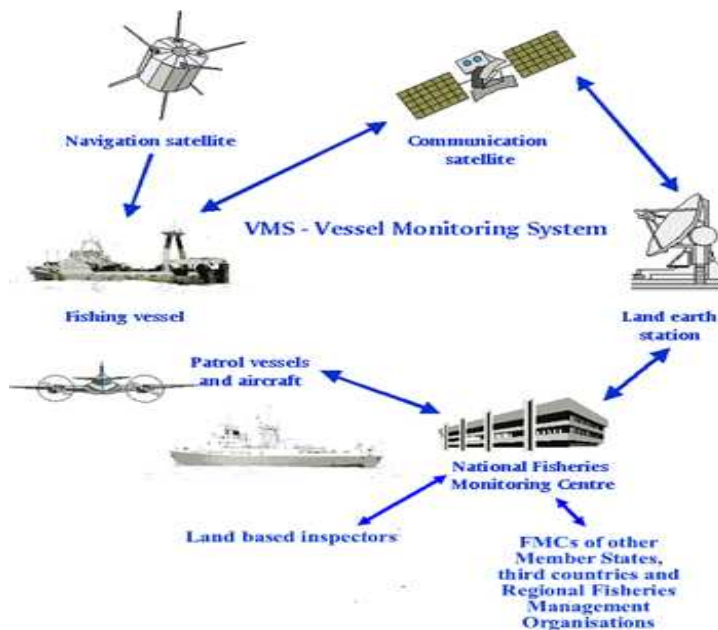 Navigation satellite
Communication
satellite
VMS - Vessel Monitoring System
Fishing vessel
Land earth
station
Patrol vessels
and aircraft
National Fisheries
Monitoring Centre
Land based inspectors
FMCs of other
Member States,
third countries and
Regional Fisheries
Management
Organisations